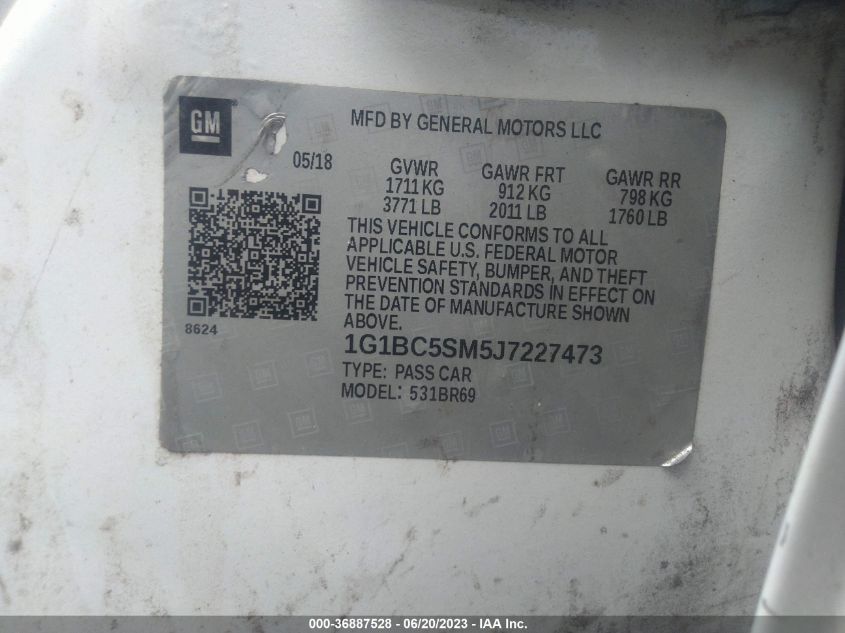 GM
MFD BY GENERAL MOTORS LLC
05/18
GVWR GAWR FRT GAWR RR
1711 KG 912 KG 798 KG
3771 LB 2011 LB 1760 LB
THIS VEHICLE CONFORMS TO ALL
APPLICABLE U.S. FEDERAL MOTOR
VEHICLE SAFETY, BUMPER, AND THEFT
PREVENTION STANDARDS IN EFFECT ON
THE DATE OF MANUFACTURE SHOWN
ABOVE.
8624
1G1BC5SM5J7227473
TYPE: PASS CAR
MODEL: 531BR69
000-36887528 - 06/20/2023 - IAA Inc.